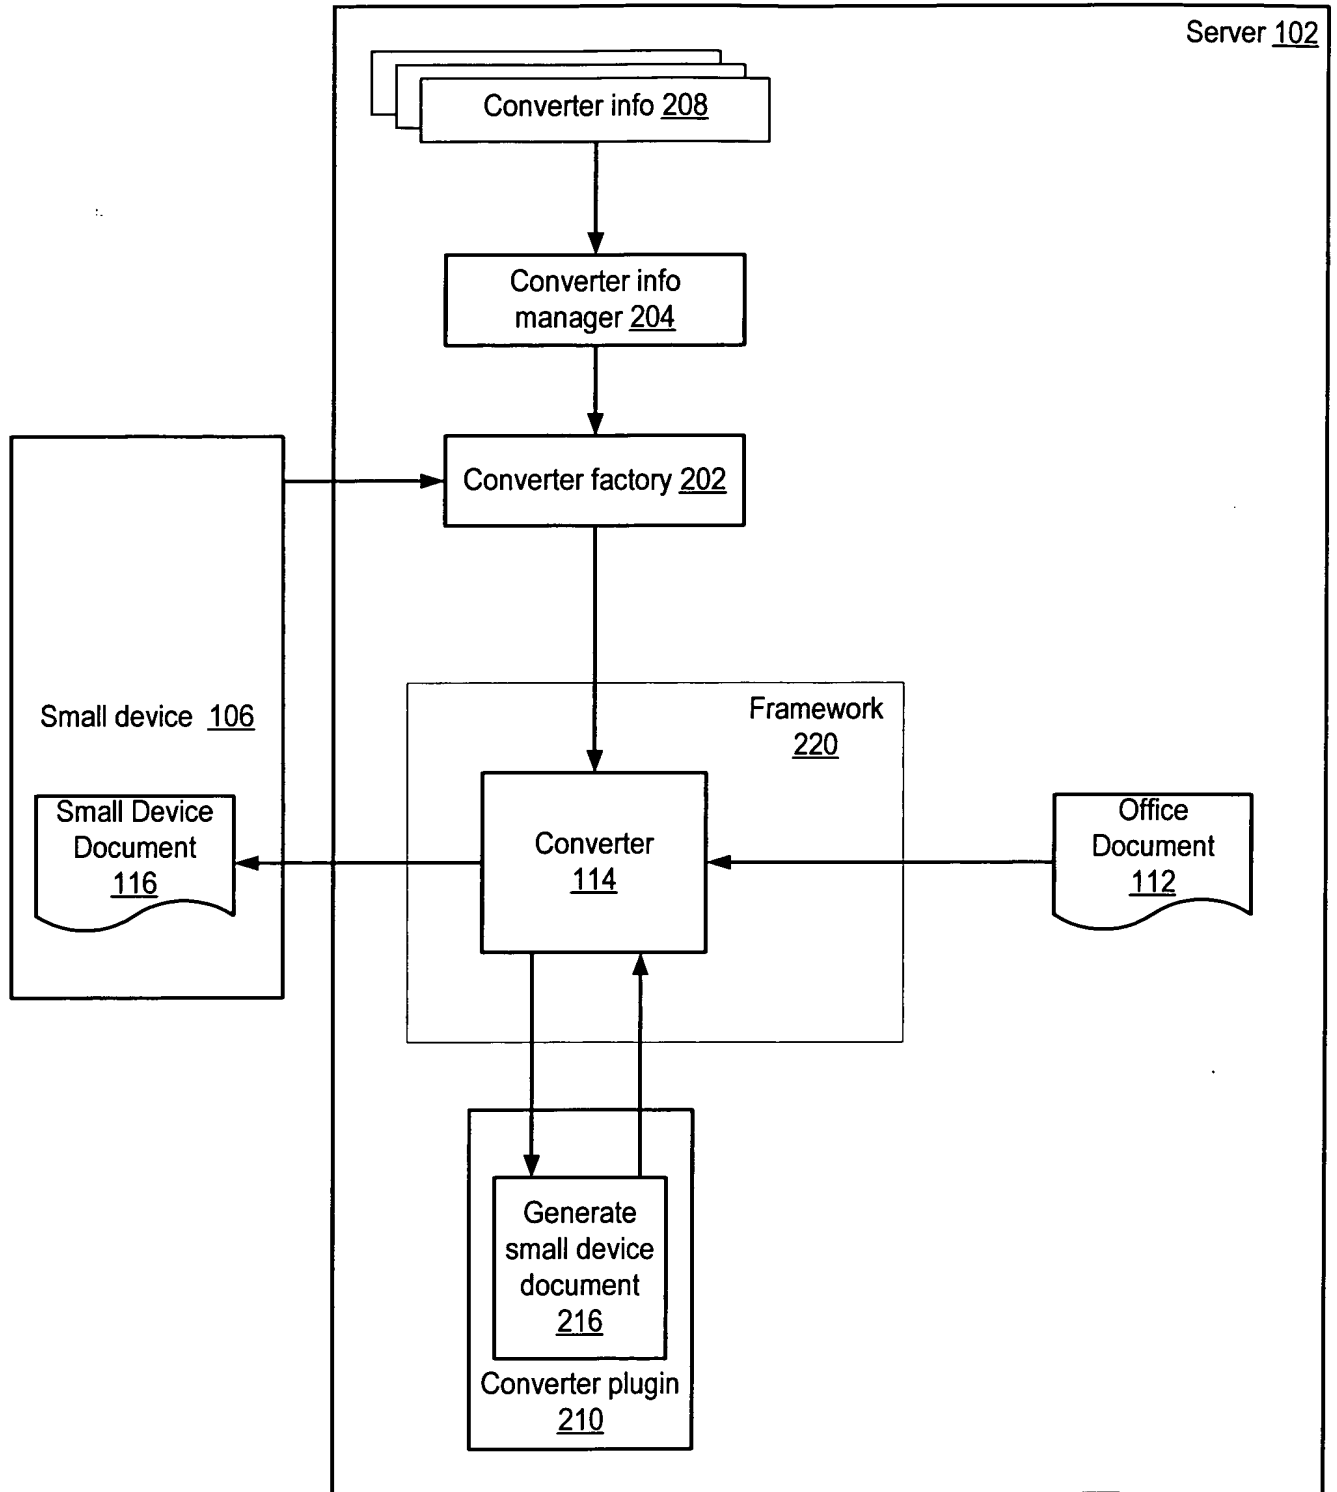 Server 102
Converter info 208
Converter info
manager 204
Converter factory 202
Small device 106
Framework
220
Small Device
Document
116
Converter
114
Office
Document
112
Generate
small device
document
216
Converter plugin
210